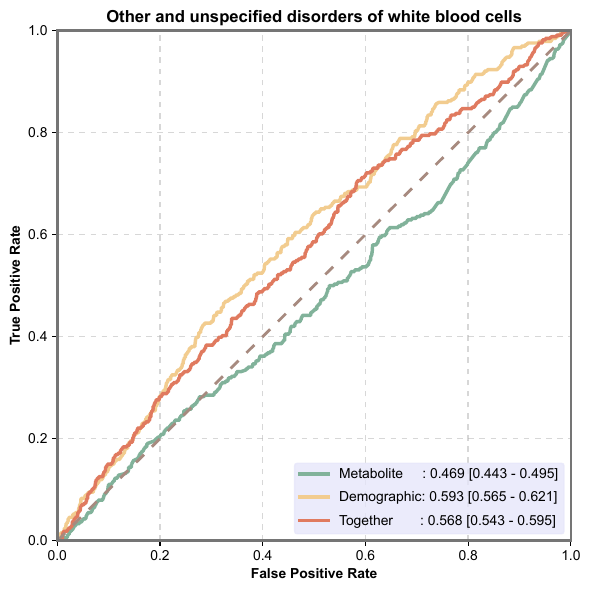 Other and unspecified disorders of white blood cells
1.0
0.8
0.6
0.4
0.2
0.0
True Positive Rate
Metabolite : 0.469 [0.443 - 0.495]
Demographic: 0.593 [0.565 - 0.621]
Together : 0.568 [0.543 - 0.595]
0.0 0.2 0.4 0.6 0.8 1.0
False Positive Rate